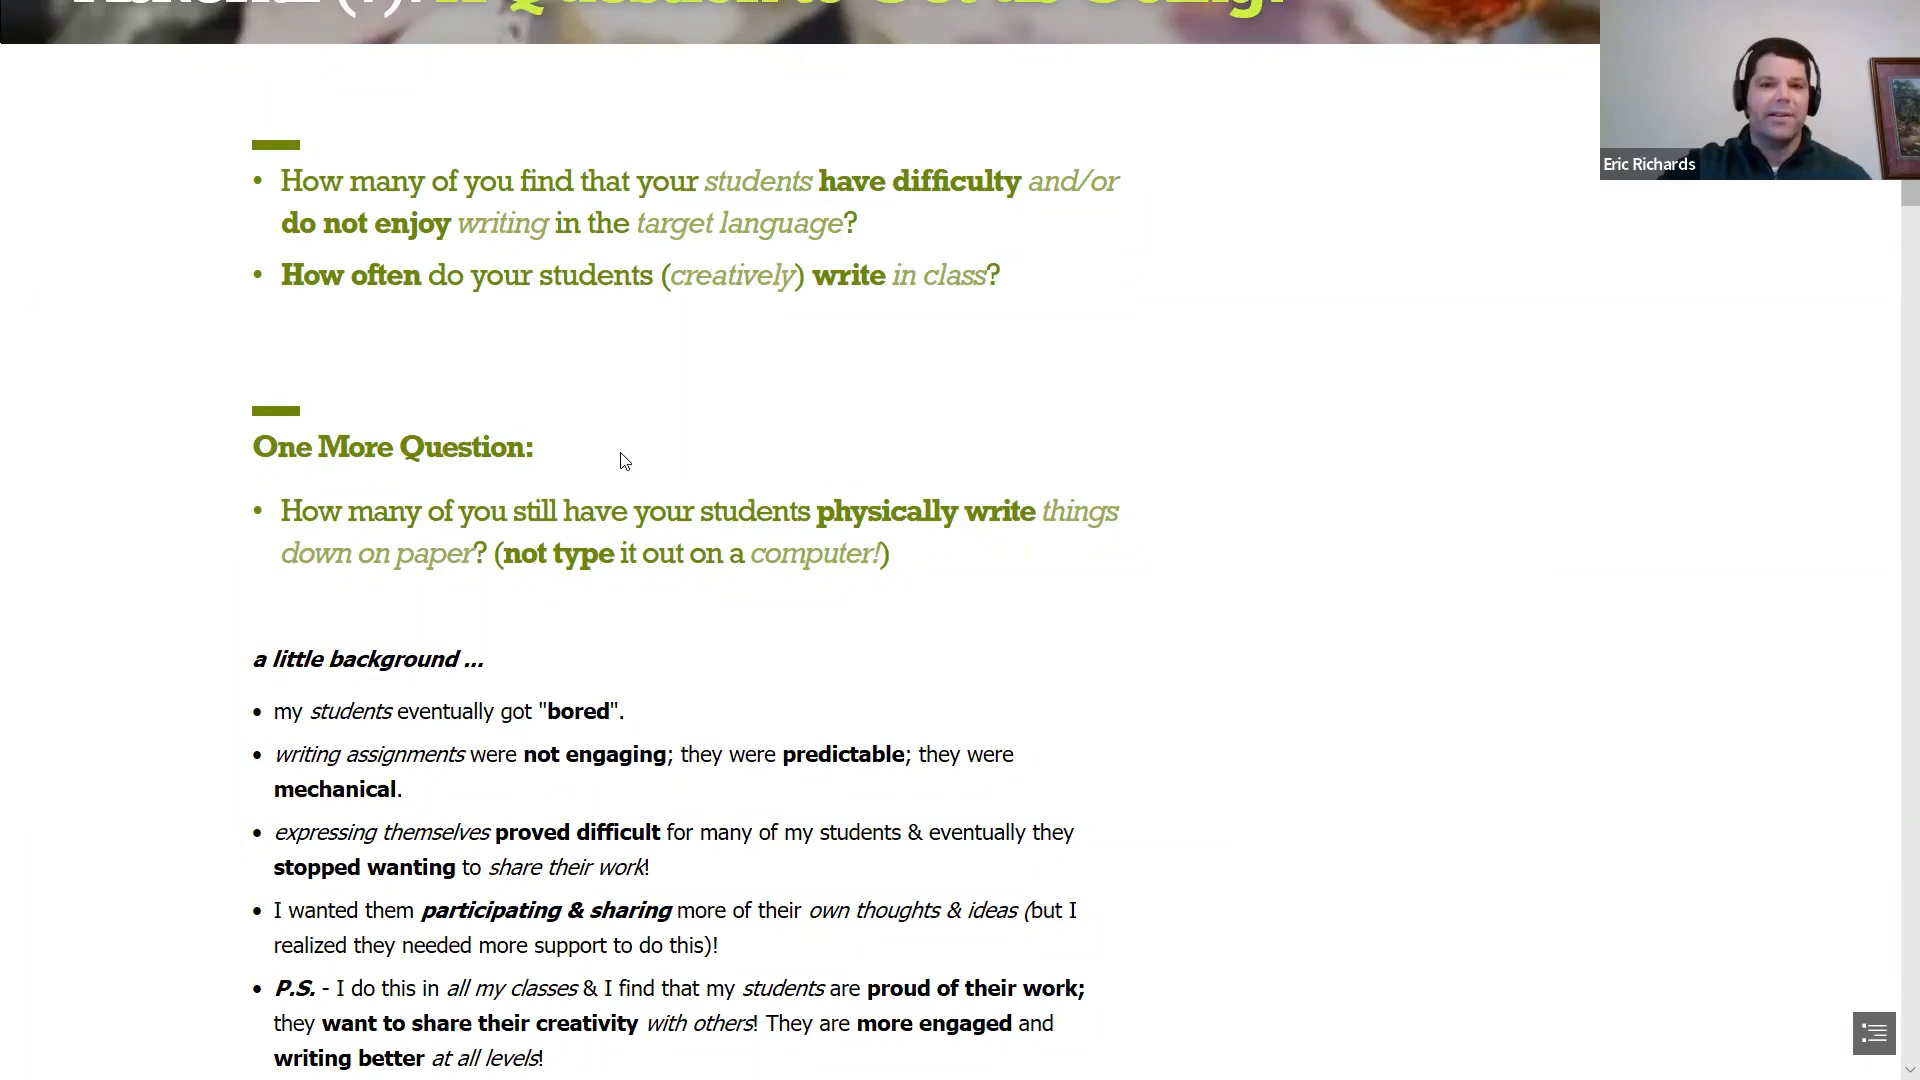 A Question to Get us Going!
Eric Richards
• How many of you find that your students have difficulty and/or
do not enjoy writing in the target language?
• How often do your students (creatively) write in class?
One More Question:
• How many of you still have your students physically write things
down on paper? (not type it out on a computer!)
a little background ...
• my students eventually got "bored".
• writing assignments were not engaging; they were predictable; they were
mechanical.
• expressing themselves proved difficult for many of my students & eventually they
stopped wanting to share their work!
• I wanted them participating & sharing more of their own thoughts & ideas (but I
realized they needed more support to do this)!
• P.S. - I do this in all my classes & I find that my students are proud of their work;
they want to share their creativity with others! They are more engaged and
writing better at all levels!